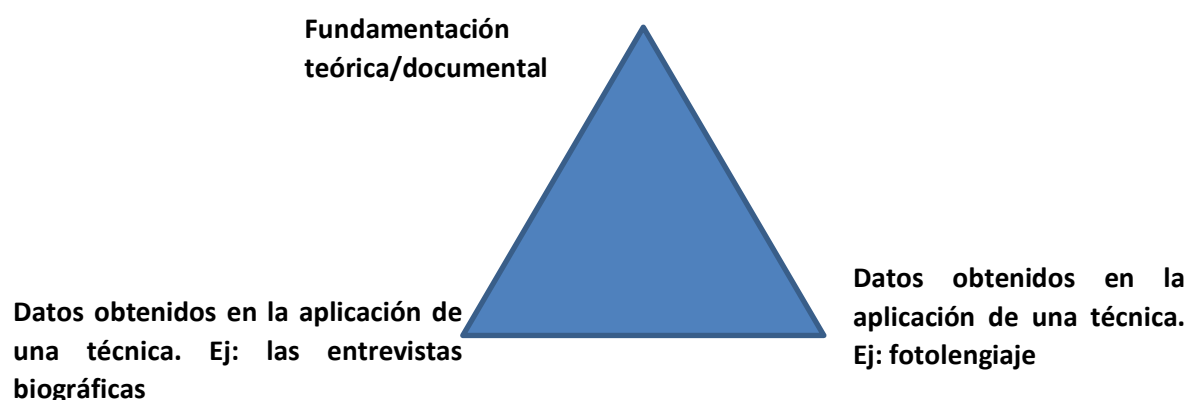 Fundamentación
teórica/documental
Datos obtenidos en la aplicación de
una técnica. Ej: las entrevistas
biográficas
Datos obtenidos en la
aplicación de una técnica.
Ej: fotolengiaje